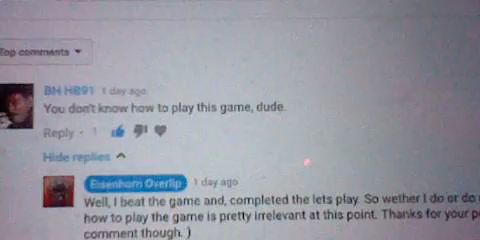 Top comments
BH HR91 1 day ago
You don't know how to play this game, dude.
Reply 1
Hide replies
Eisenhorn Overlip 1 day ago
Well, I beat the game and, completed the lets play. So wether I do or do
how to play the game is pretty irrelevant at this point. Thanks for your
comment though. )